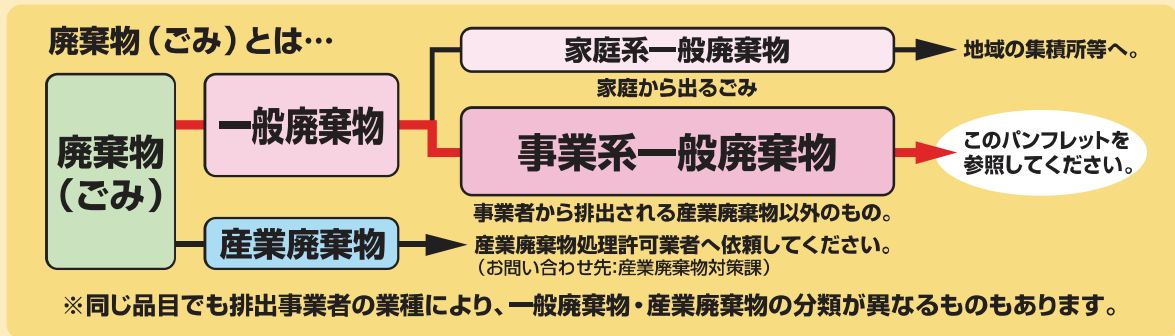 廃棄物（ごみ）とは…
廃棄物
（ごみ）
一般廃棄物
家庭系一般廃棄物
家庭から出るごみ
地域の集積所等へ。
事業系一般廃棄物
事業者から排出される産業廃棄物以外のもの。
このパンフレットを
参照してください。
産業廃棄物
産業廃棄物処理許可業者へ依頼してください。
（お問い合わせ先:産業廃棄物対策課）
※同じ品目でも排出事業者の業種により、一般廃棄物・産業廃棄物の分類が異なるものもあります。